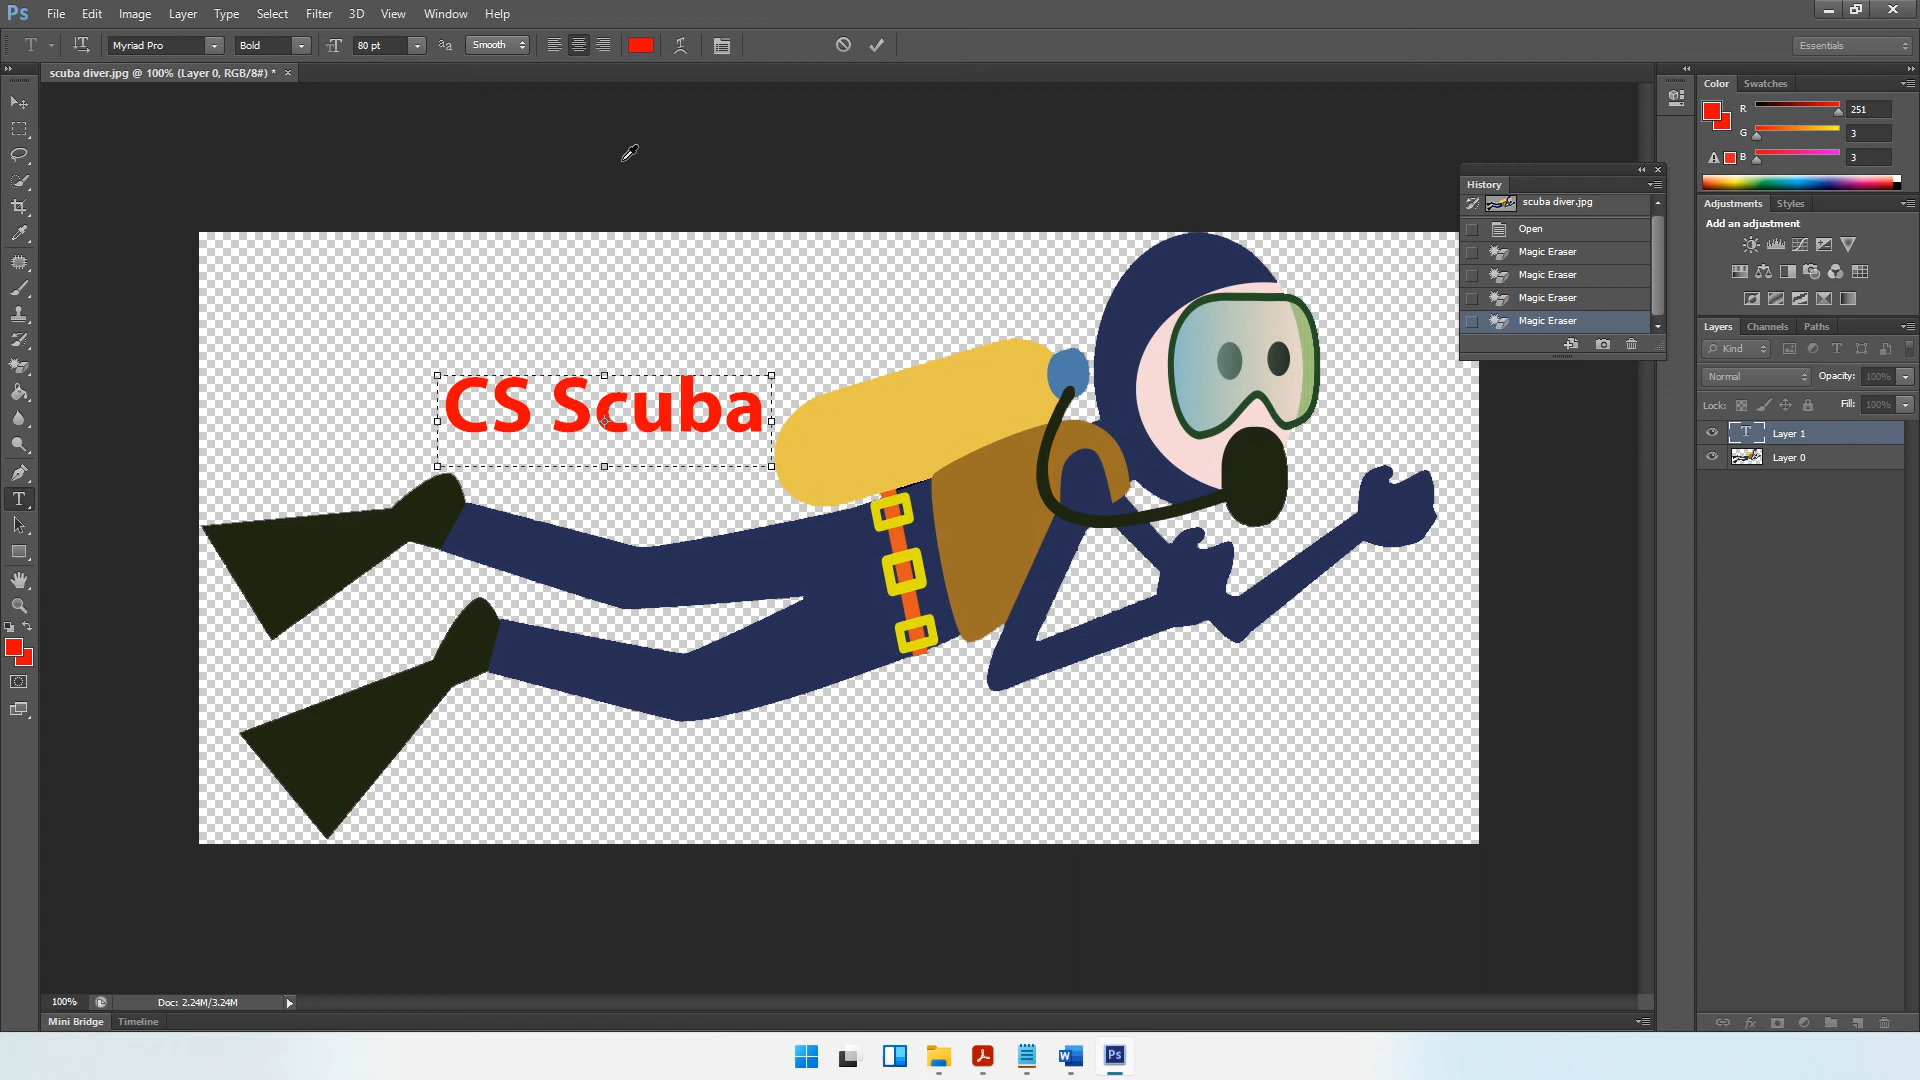 Ps File Edit Image Layer Type Select Filter 3D View Window Help
T Myriad Pro Bold 80 pt Smooth Essentials
scuba diver.jpg @ 100% (Layer 0, RGB/8#) *
Color Swatches
R 251
G 3
B 3
History
scuba diver.jpg
Open
Magic Eraser
Magic Eraser
Magic Eraser
Magic Eraser
Adjustments Styles
Add an adjustment
Layers Channels Paths
Kind
Normal Opacity: 100%
Lock: Fill: 100%
T Layer 1
Layer 0
CS Scuba
100% Doc: 2.24M/3.24M
Mini Bridge Timeline